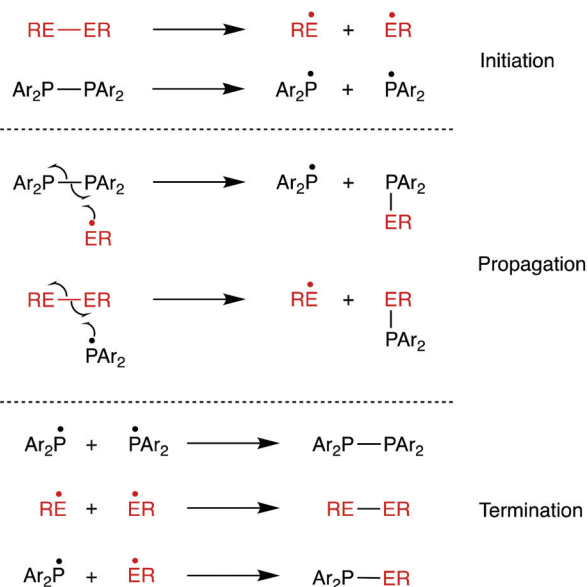 RE—ER → RE• + •ER
Initiation
Ar₂P—PAr₂ → Ar₂P• + •PAr₂
Ar₂P—PAr₂ → Ar₂P• + PAr₂
•ER ER
Propagation
RE—ER → RE• + ER
•PAr₂ PAr₂
Ar₂P• + •PAr₂ → Ar₂P—PAr₂
RE• + •ER → RE—ER
Termination
Ar₂P• + •ER → Ar₂P—ER